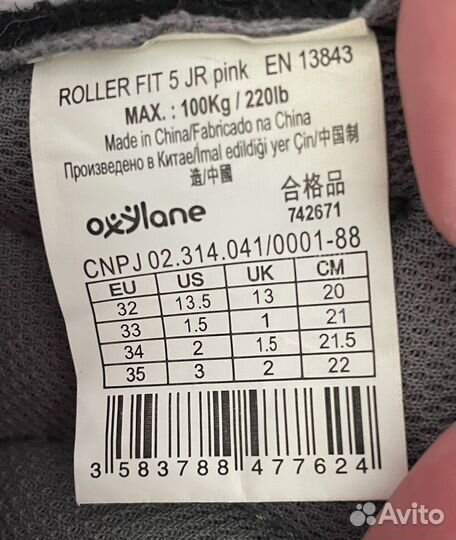 ROLLER FIT 5 JR pink EN 13843
MAX. : 100Kg / 220lb
Made in China/Fabricado na China
Произведено в Китае/İmal edildiği yer Çin/中国制
造/中國
oxylane 合格品
742671
CNPJ 02.314.041/0001-88
EU US UK CM
32 13.5 13 20
33 1.5 1 21
34 2 1.5 21.5
35 3 2 22
3 583788 477624
Avito